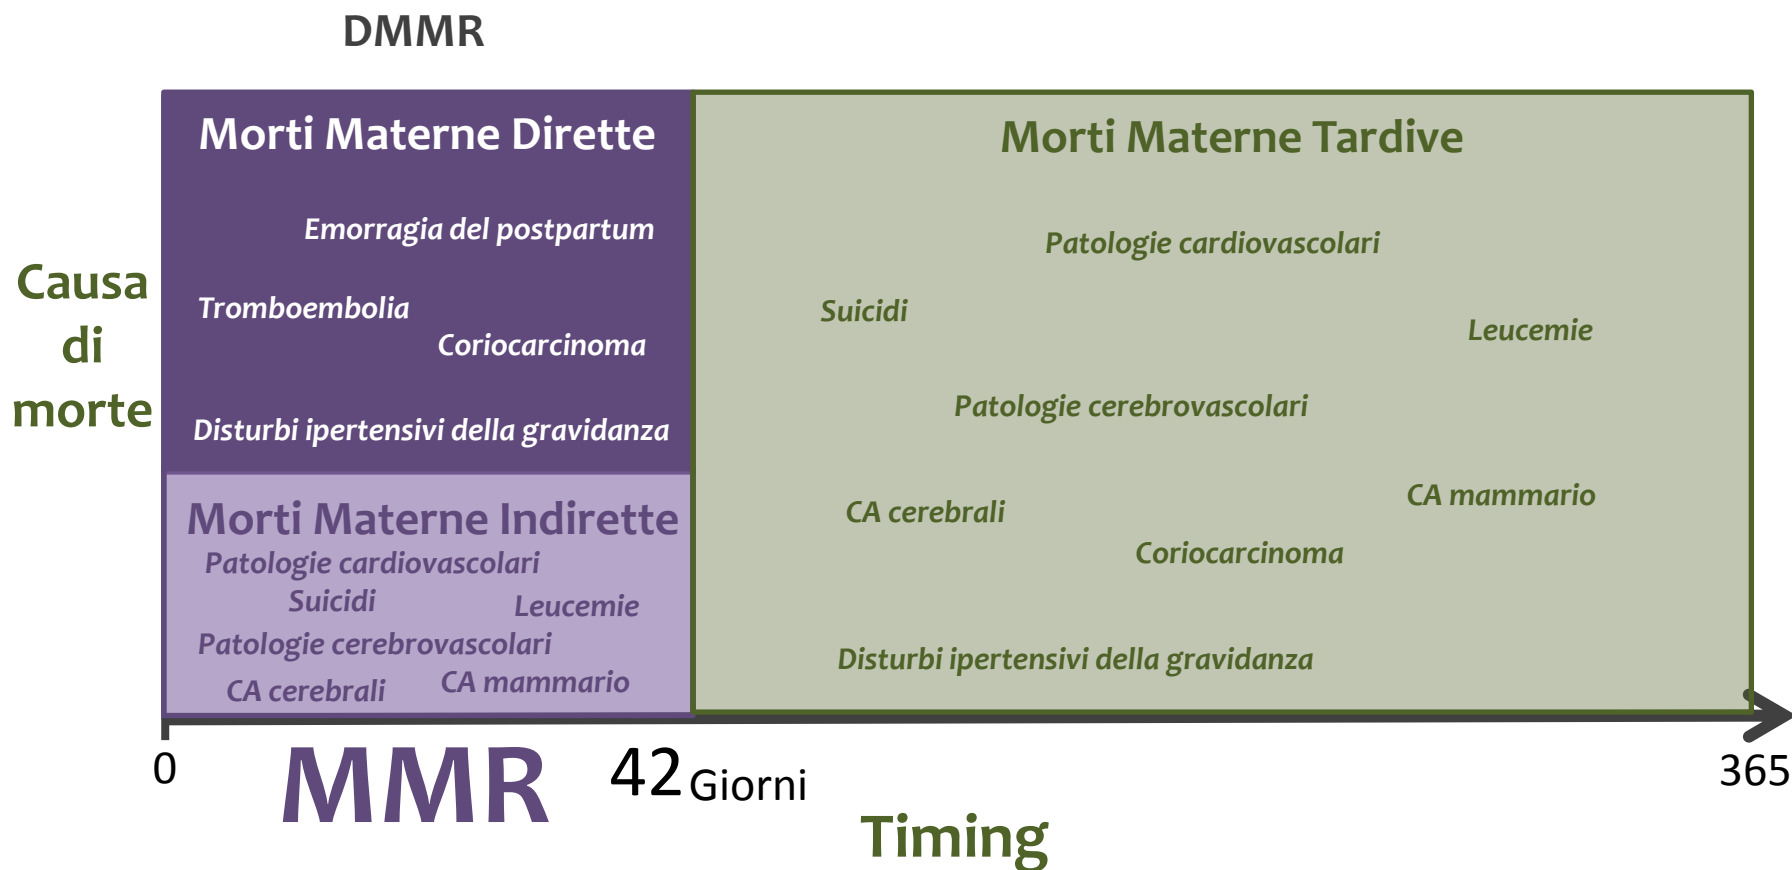 DMMR
Morti Materne Dirette
Emorragia del postpartum
Tromboembolia
Coriocarcinoma
Disturbi ipertensivi della gravidanza
Morti Materne Indirette
Patologie cardiovascolari
Suicidi
Leucemie
Patologie cerebrovascolari
CA cerebrali
CA mammario
Morti Materne Tardive
Patologie cardiovascolari
Suicidi
Leucemie
Patologie cerebrovascolari
CA mammario
CA cerebrali
Coriocarcinoma
Disturbi ipertensivi della gravidanza
Causa
di
morte
0
MMR
42 Giorni
365
Timing